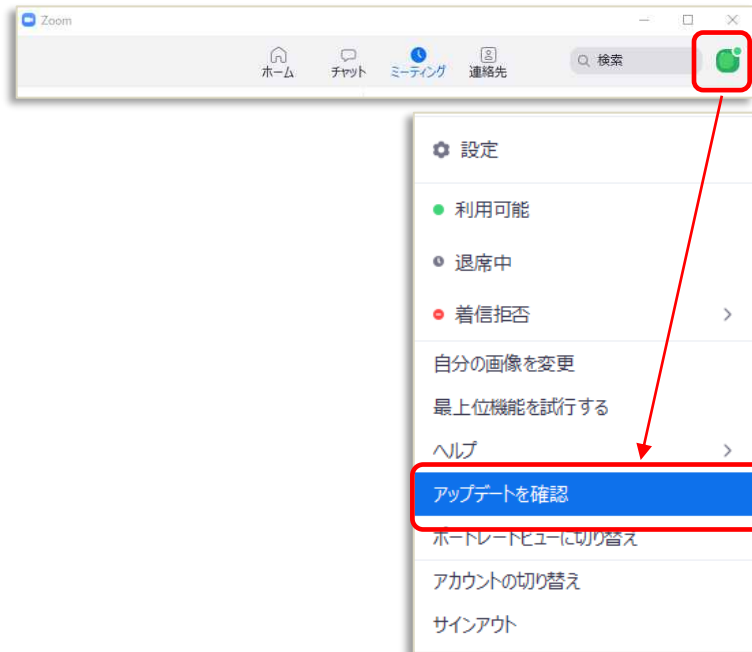 Zoom
ホーム チャット ミーティング 連絡先 検索
設定
利用可能
退席中
着信拒否
自分の画像を変更
最上位機能を試行する
ヘルプ
アップデートを確認
ポートレートビューに切り替え
アカウントの切り替え
サインアウト